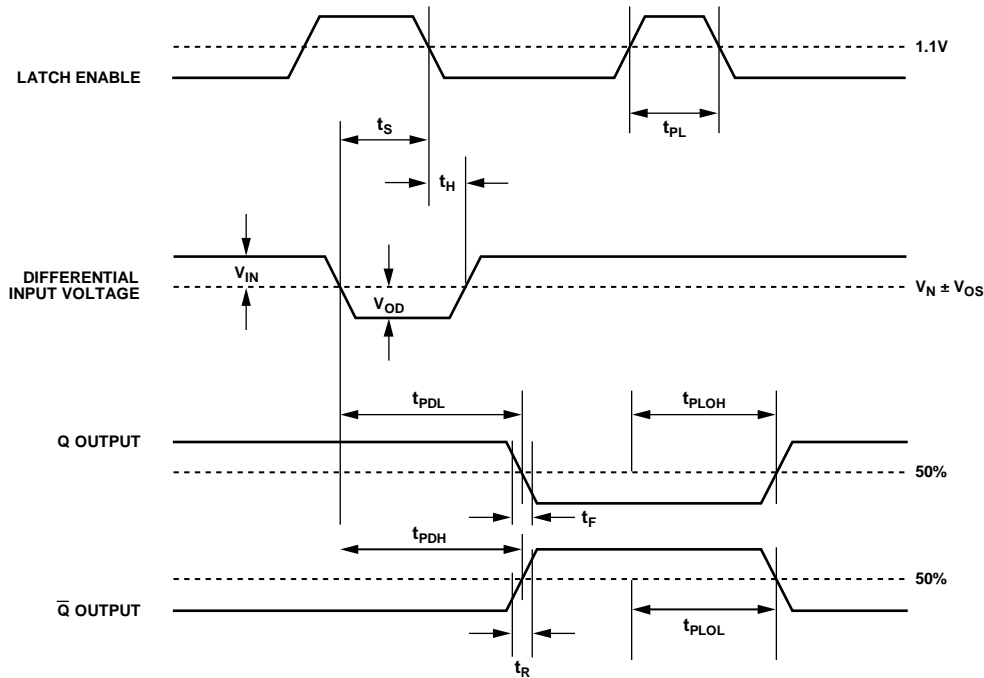 1.1V
LATCH ENABLE
tS
tPL
tH
DIFFERENTIAL
INPUT VOLTAGE
VIN
VOD
VN ± VOS
tPDL
tPLOH
Q OUTPUT
50%
tF
tPDH
50%
Q̅ OUTPUT
tPLOL
tR